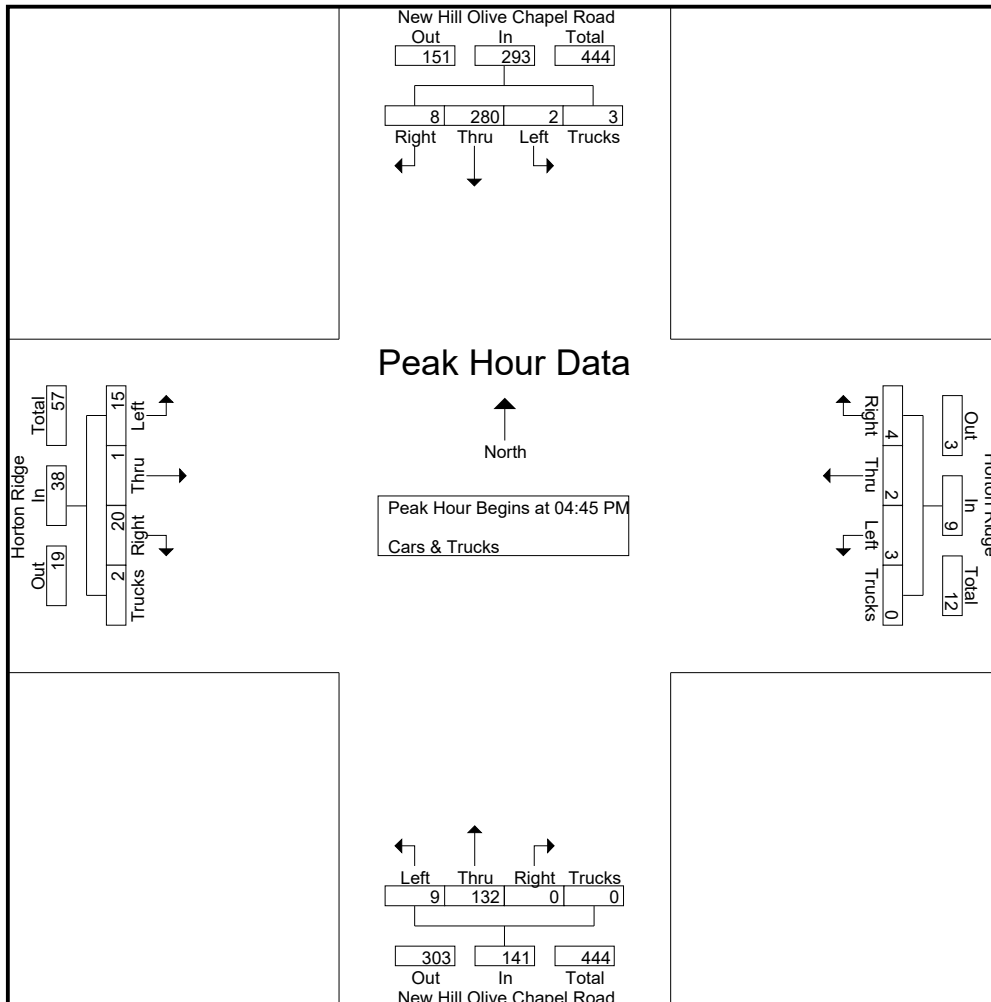 New Hill Olive Chapel Road
Out In Total
151 293 444
8 280 2 3
Right Thru Left Trucks
Peak Hour Data
North
Peak Hour Begins at 04:45 PM
Cars & Trucks
Horton Ridge
Total In Out
57 38 19
15 1 20 2
Left Thru Right Trucks
Right Thru Left Trucks
4 2 3 0
3 9 12
Out In Total
Horton Ridge
Left Thru Right Trucks
9 132 0 0
303 141 444
Out In Total
New Hill Olive Chapel Road